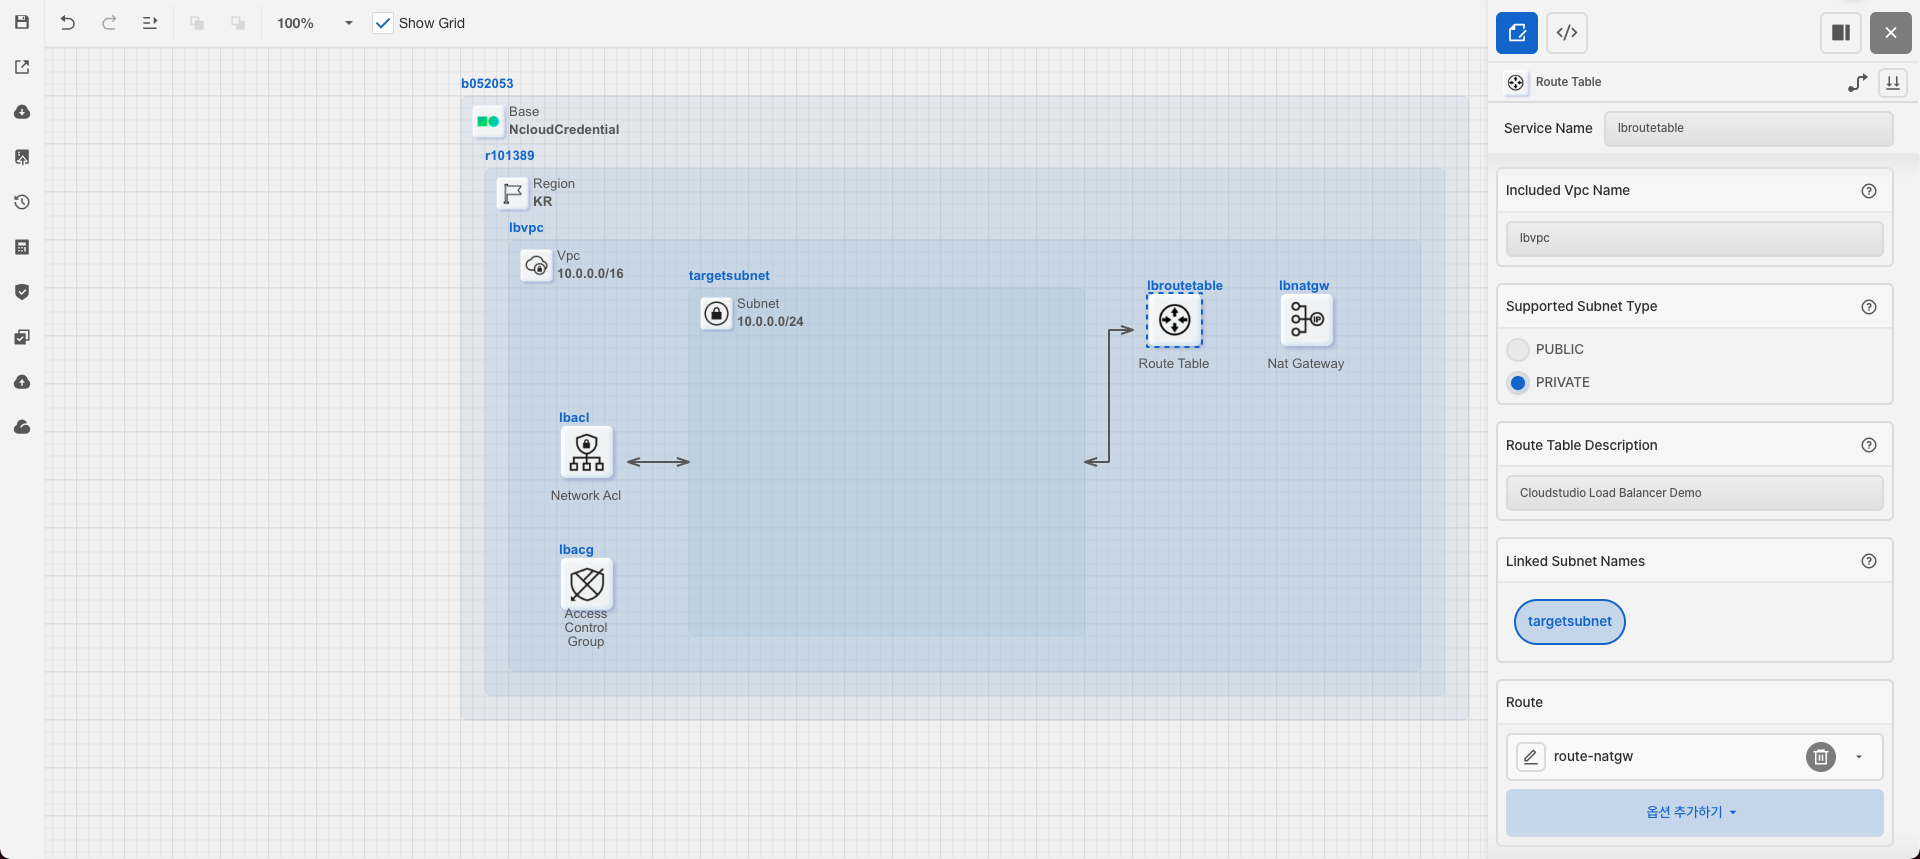 100%
Show Grid
b052053
Base
NcloudCredential
r101389
Region
KR
lbvpc
Vpc
10.0.0.0/16
targetsubnet
Subnet
10.0.0.0/24
lbroutetable
Route Table
lbnatgw
IP
Nat Gateway
lbacl
Network Acl
lbacg
Access
Control
Group
Route Table
Service Name
lbroutetable
Included Vpc Name
lbvpc
Supported Subnet Type
PUBLIC
PRIVATE
Route Table Description
Cloudstudio Load Balancer Demo
Linked Subnet Names
targetsubnet
Route
route-natgw
옵션 추가하기